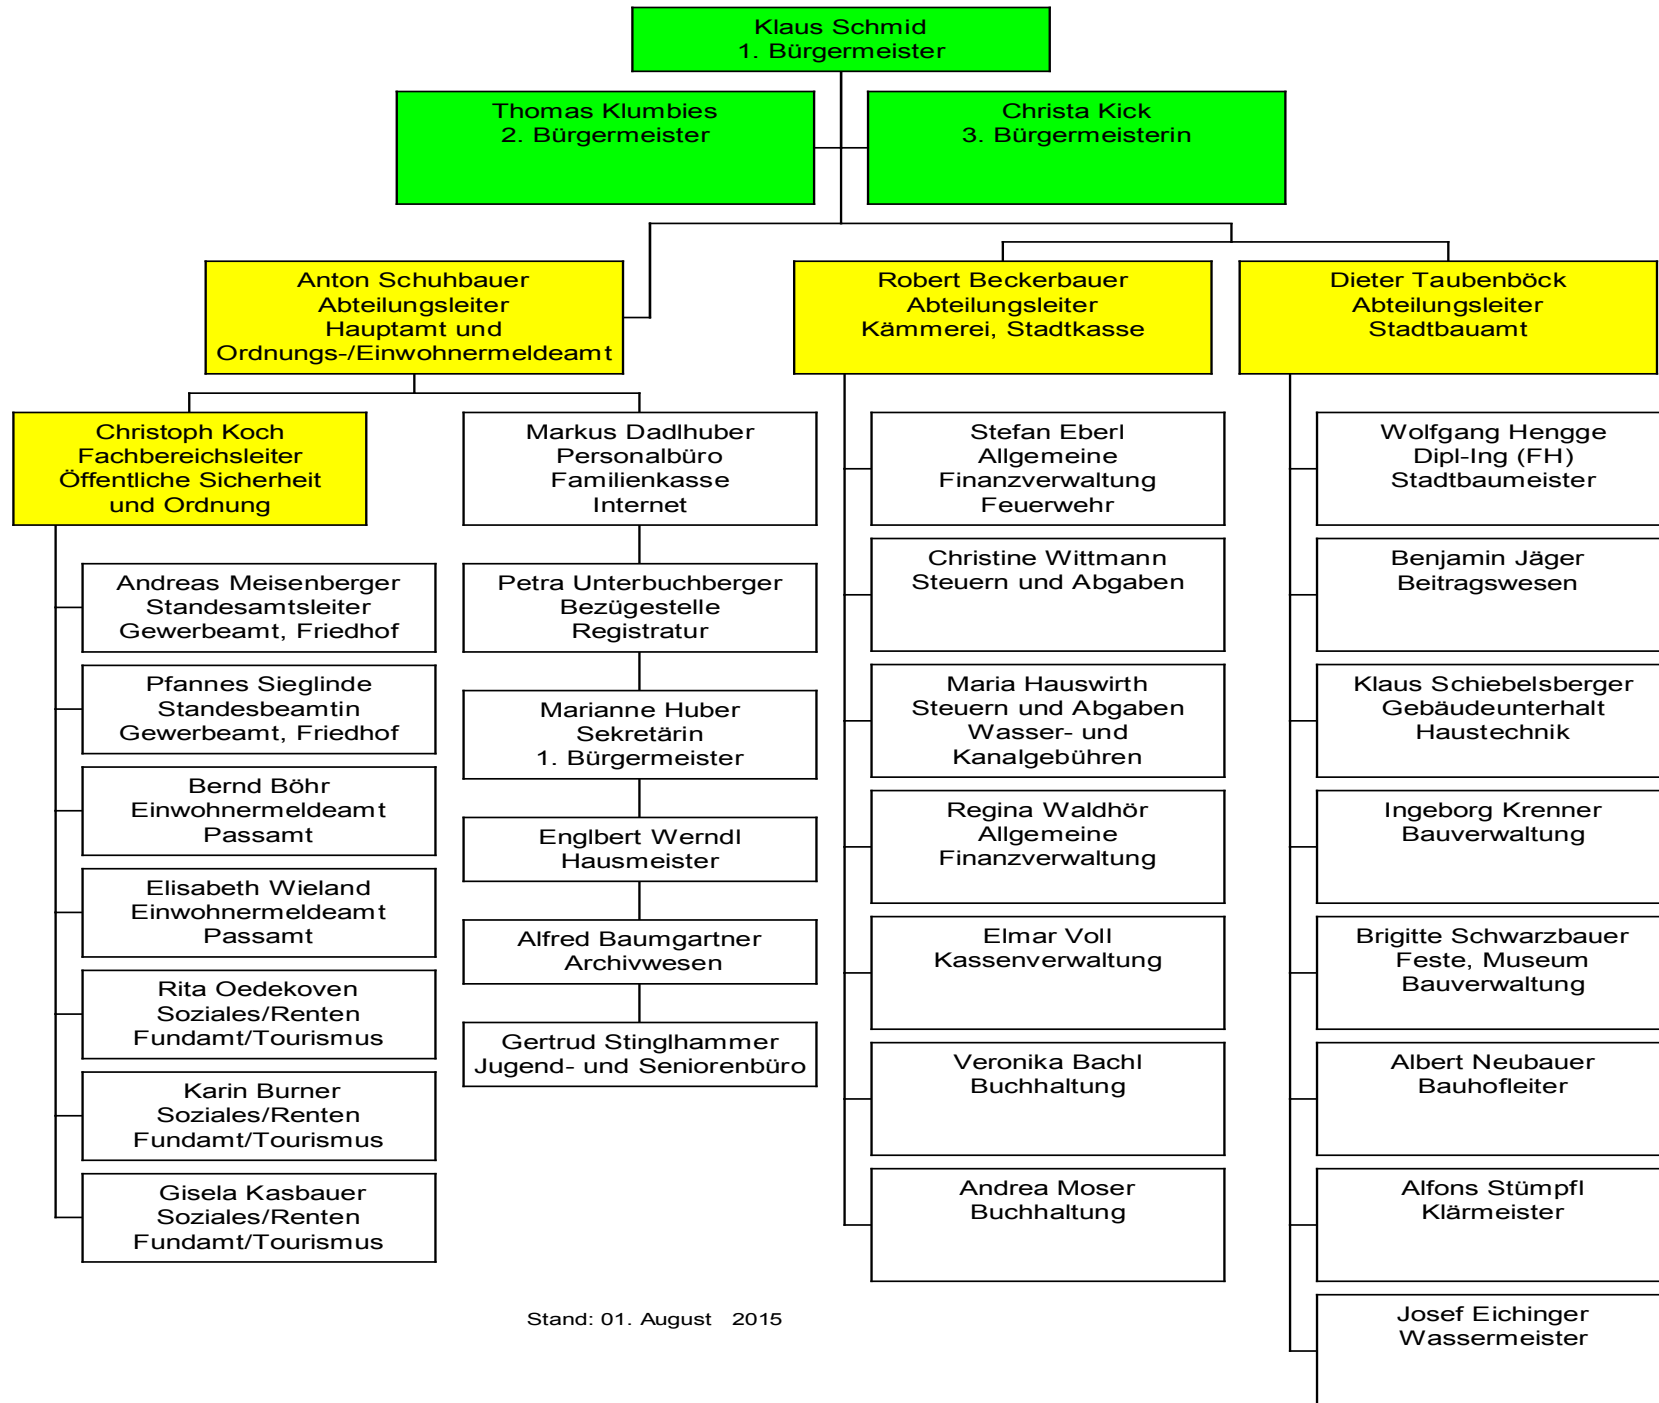 Klaus Schmid
1. Bürgermeister
Thomas Klumbies
2. Bürgermeister
Christa Kick
3. Bürgermeisterin
Anton Schuhbauer
Abteilungsleiter
Hauptamt und
Ordnungs-/Einwohnermeldeamt
Robert Beckerbauer
Abteilungsleiter
Kämmerei, Stadtkasse
Dieter Taubenböck
Abteilungsleiter
Stadtbauamt
Christoph Koch
Fachbereichsleiter
Öffentliche Sicherheit
und Ordnung
Andreas Meisenberger
Standesamtsleiter
Gewerbeamt, Friedhof
Pfannes Sieglinde
Standesbeamtin
Gewerbeamt, Friedhof
Bernd Böhr
Einwohnermeldeamt
Passamt
Elisabeth Wieland
Einwohnermeldeamt
Passamt
Rita Oedekoven
Soziales/Renten
Fundamt/Tourismus
Karin Burner
Soziales/Renten
Fundamt/Tourismus
Gisela Kasbauer
Soziales/Renten
Fundamt/Tourismus
Markus Dadlhuber
Personalbüro
Familienkasse
Internet
Petra Unterbuchberger
Bezügestelle
Registratur
Marianne Huber
Sekretärin
1. Bürgermeister
Englbert Werndl
Hausmeister
Alfred Baumgartner
Archivwesen
Gertrud Stinglhammer
Jugend- und Seniorenbüro
Stefan Eberl
Allgemeine
Finanzverwaltung
Feuerwehr
Christine Wittmann
Steuern und Abgaben
Maria Hauswirth
Steuern und Abgaben
Wasser- und
Kanalgebühren
Regina Waldhör
Allgemeine
Finanzverwaltung
Elmar Voll
Kassenverwaltung
Veronika Bachl
Buchhaltung
Andrea Moser
Buchhaltung
Wolfgang Hengge
Dipl-Ing (FH)
Stadtbaumeister
Benjamin Jäger
Beitragswesen
Klaus Schiebelsberger
Gebäudeunterhalt
Haustechnik
Ingeborg Krenner
Bauverwaltung
Brigitte Schwarzbauer
Feste, Museum
Bauverwaltung
Albert Neubauer
Bauhofleiter
Alfons Stümpfl
Klärmeister
Josef Eichinger
Wassermeister
Stand: 01. August 2015